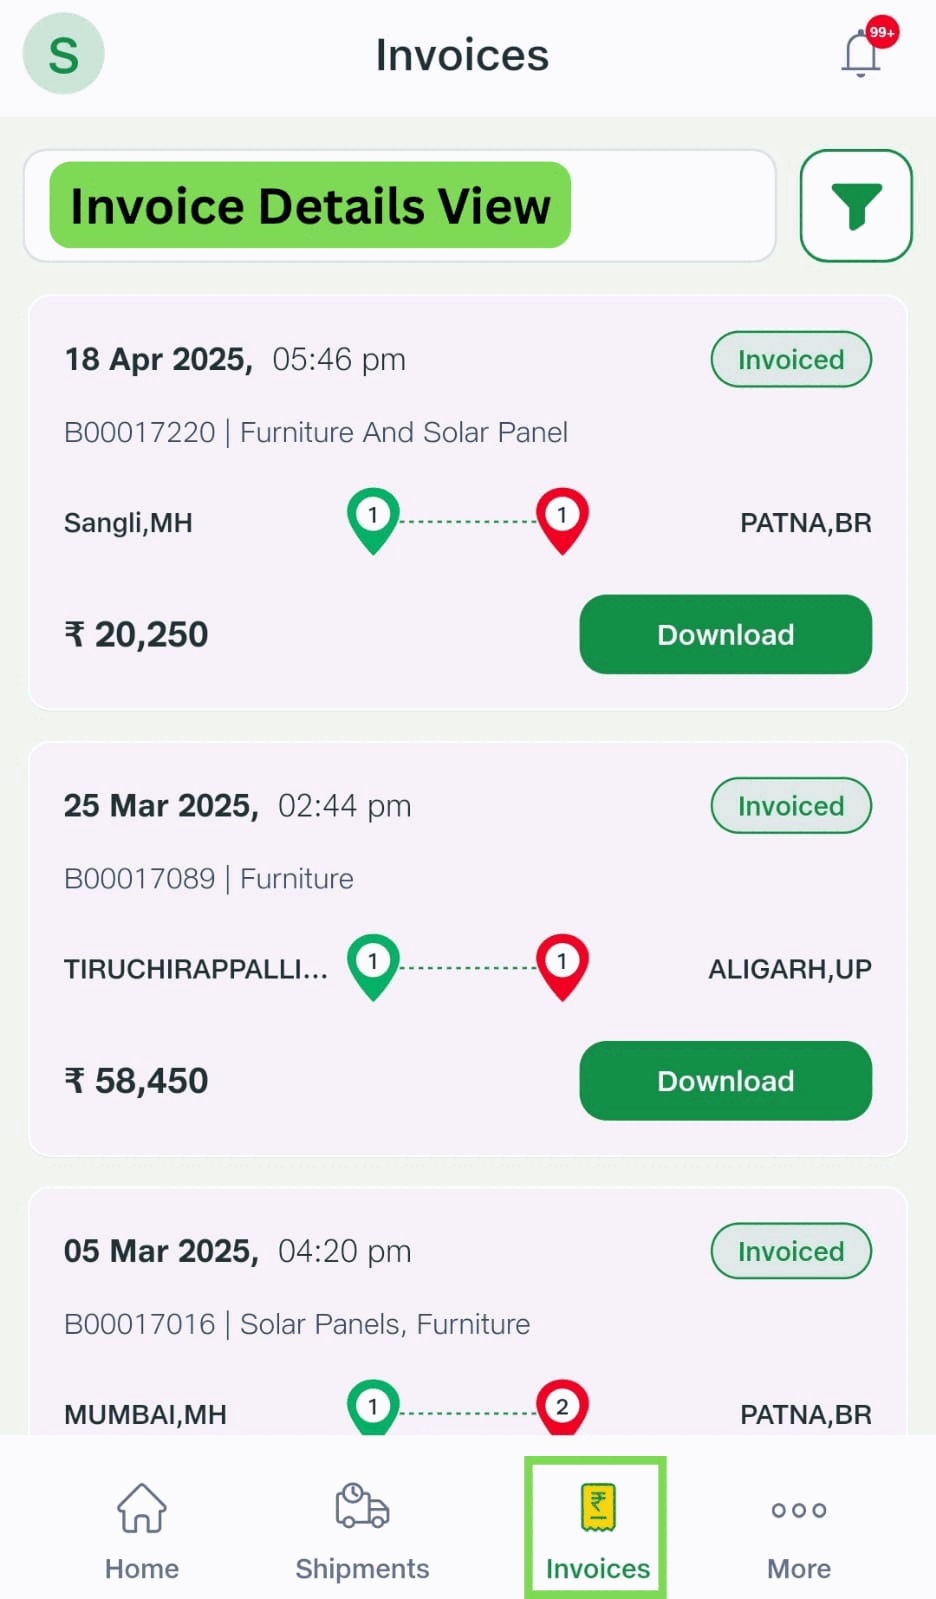 S
Invoices
99+
Invoice Details View
18 Apr 2025, 05:46 pm
Invoiced
B00017220 | Furniture And Solar Panel
Sangli,MH
1
1
PATNA,BR
₹ 20,250
Download
25 Mar 2025, 02:44 pm
Invoiced
B00017089 | Furniture
TIRUCHIRAPPALLI...
1
1
ALIGARH,UP
₹ 58,450
Download
05 Mar 2025, 04:20 pm
Invoiced
B00017016 | Solar Panels, Furniture
MUMBAI,MH
1
2
PATNA,BR
₹
Home
Shipments
Invoices
More